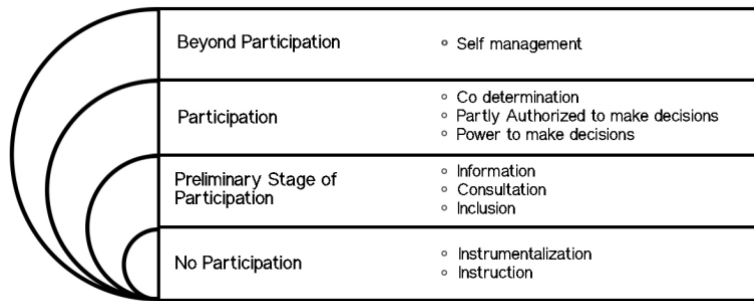 Beyond Participation
Self management
Participation
Co determination
Partly Authorized to make decisions
Power to make decisions
Preliminary Stage of
Participation
Information
Consultation
Inclusion
No Participation
Instrumentalization
Instruction